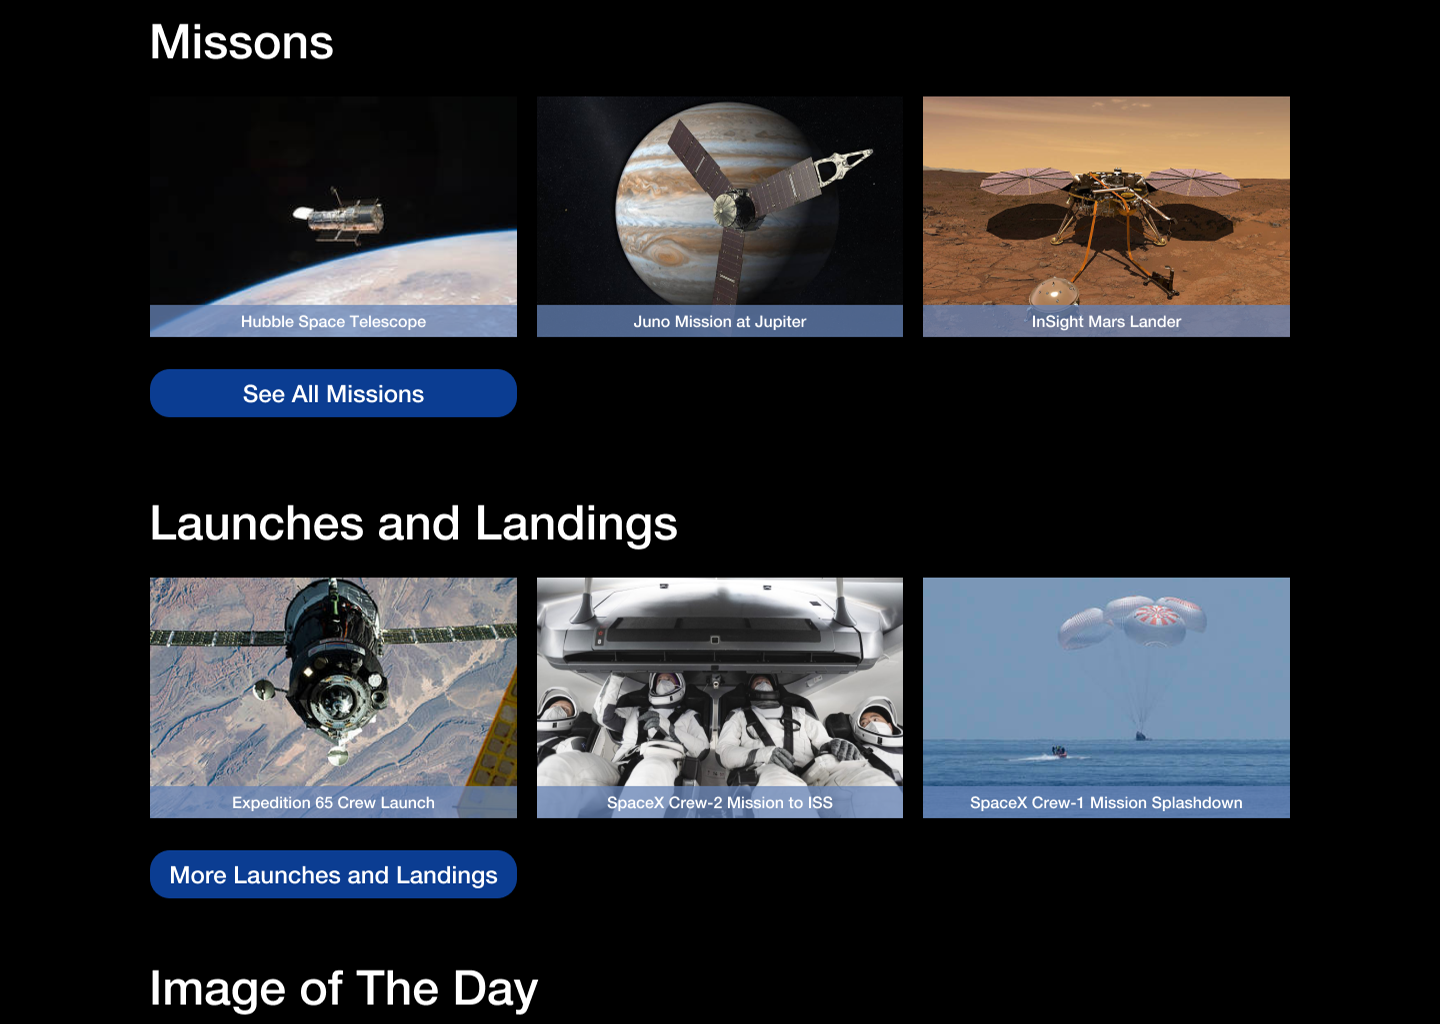 Missons
Hubble Space Telescope
Juno Mission at Jupiter
InSight Mars Lander
See All Missions
Launches and Landings
Expedition 65 Crew Launch
SpaceX Crew-2 Mission to ISS
SpaceX Crew-1 Mission Splashdown
More Launches and Landings
Image of The Day